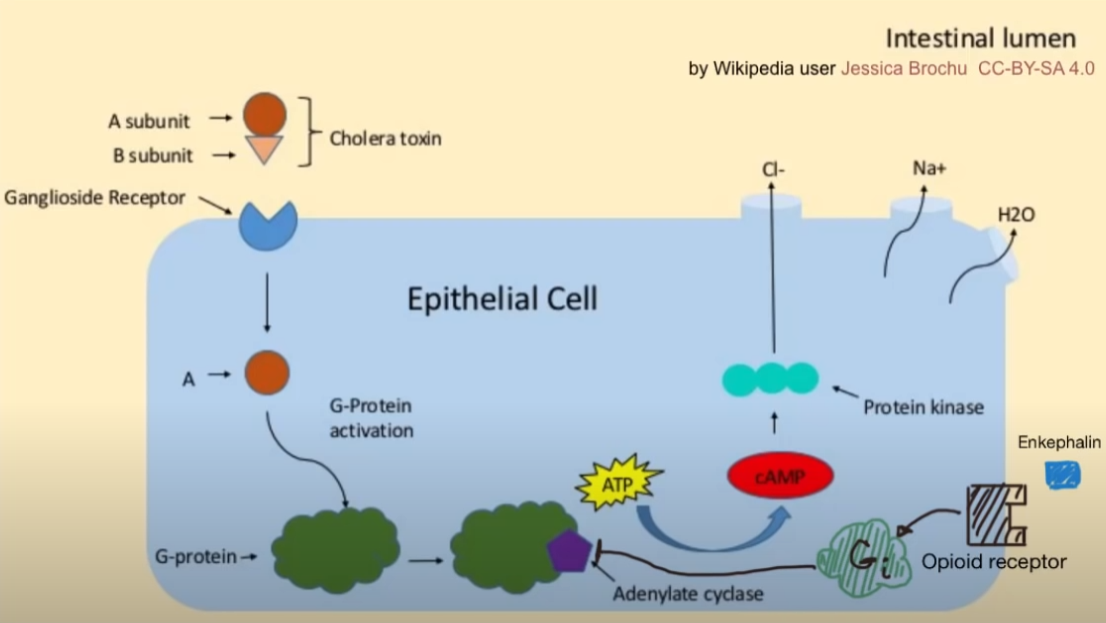 Intestinal lumen
by Wikipedia user Jessica Brochu CC-BY-SA 4.0
A subunit
B subunit
Cholera toxin
Ganglioside Receptor
Cl-
Na+
H2O
Epithelial Cell
A
G-Protein
activation
Protein kinase
Enkephalin
ATP
cAMP
G-protein
Gi
Opioid receptor
Adenylate cyclase